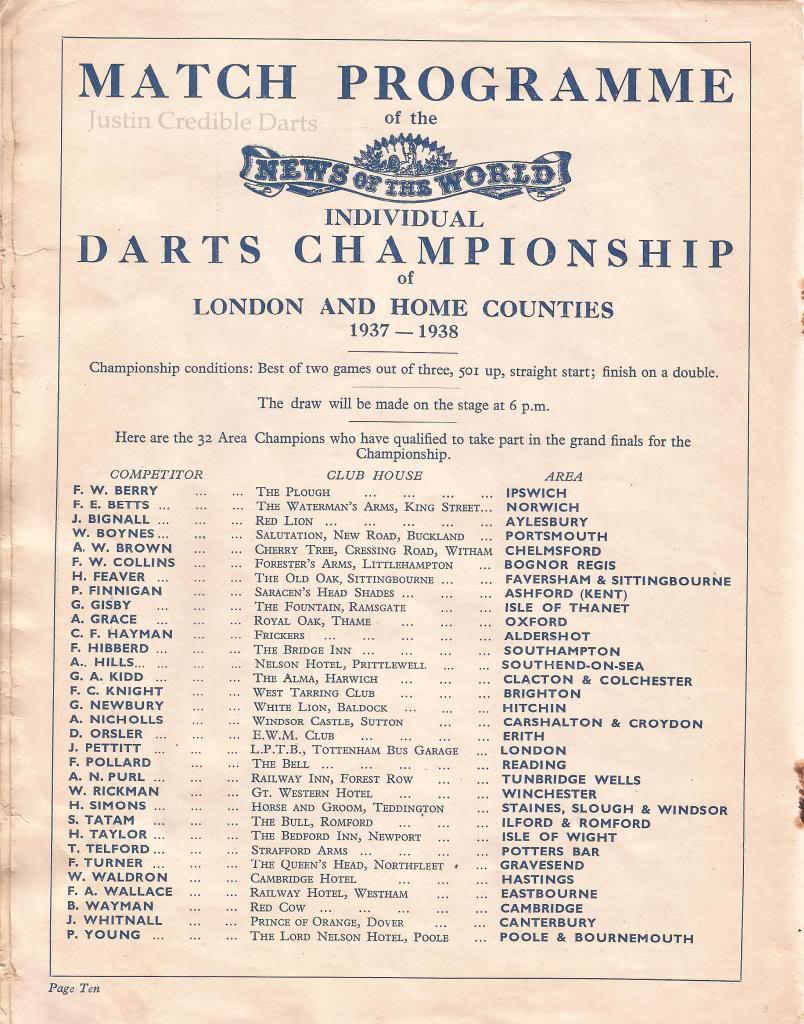 MATCH PROGRAMME
Justin Credible Darts
of the
NEWS OF THE WORLD
INDIVIDUAL
DARTS CHAMPIONSHIP
of
LONDON AND HOME COUNTIES
1937 — 1938
Championship conditions: Best of two games out of three, 501 up, straight start; finish on a double.
The draw will be made on the stage at 6 p.m.
Here are the 32 Area Champions who have qualified to take part in the grand finals for the
Championship.
COMPETITOR CLUB HOUSE AREA
F. W. BERRY ... ... THE PLOUGH ... ... ... ... IPSWICH
F. E. BETTS ... ... ... THE WATERMAN'S ARMS, KING STREET... NORWICH
J. BIGNALL ... ... ... RED LION ... ... ... ... ... AYLESBURY
W. BOYNES... ... ... SALUTATION, NEW ROAD, BUCKLAND ... PORTSMOUTH
A. W. BROWN ... ... CHERRY TREE, CRESSING ROAD, WITHAM CHELMSFORD
F. W. COLLINS ... ... FORESTER'S ARMS, LITTLEHAMPTON ... BOGNOR REGIS
H. FEAVER ... ... ... THE OLD OAK, SITTINGBOURNE ... ... FAVERSHAM & SITTINGBOURNE
P. FINNIGAN ... ... SARACEN'S HEAD SHADES ... ... ... ASHFORD (KENT)
G. GISBY ... ... ... THE FOUNTAIN, RAMSGATE ... ... ISLE OF THANET
A. GRACE ... ... ... ROYAL OAK, THAME ... ... ... OXFORD
C. F. HAYMAN ... ... FRICKERS ... ... ... ... ... ALDERSHOT
F. HIBBERD ... ... ... THE BRIDGE INN ... ... ... ... SOUTHAMPTON
A.. HILLS... ... ... NELSON HOTEL, PRITTLEWELL ... ... SOUTHEND-ON-SEA
G. A. KIDD ... ... ... THE ALMA, HARWICH ... ... ... CLACTON & COLCHESTER
F. C. KNIGHT ... ... WEST TARRING CLUB ... ... ... BRIGHTON
G. NEWBURY ... ... WHITE LION, BALDOCK ... ... ... HITCHIN
A. NICHOLLS ... ... WINDSOR CASTLE, SUTTON ... ... CARSHALTON & CROYDON
D. ORSLER ... ... ... E.W.M. CLUB ... ... ... ... ERITH
J. PETTITT ... ... ... L.P.T.B., TOTTENHAM BUS GARAGE ... LONDON
F. POLLARD ... ... THE BELL ... ... ... ... ... READING
A. N. PURL ... ... ... RAILWAY INN, FOREST ROW ... ... TUNBRIDGE WELLS
W. RICKMAN ... ... GT. WESTERN HOTEL ... ... ... WINCHESTER
H. SIMONS ... ... ... HORSE AND GROOM, TEDDINGTON ... STAINES, SLOUGH & WINDSOR
S. TATAM ... ... ... THE BULL, ROMFORD ... ... ... ILFORD & ROMFORD
H. TAYLOR ... ... ... THE BEDFORD INN, NEWPORT ... ... ISLE OF WIGHT
T. TELFORD... ... ... STRAFFORD ARMS ... ... ... ... POTTERS BAR
F. TURNER ... ... ... THE QUEEN'S HEAD, NORTHFLEET ... GRAVESEND
W. WALDRON ... ... CAMBRIDGE HOTEL ... ... ... HASTINGS
F. A. WALLACE ... ... RAILWAY HOTEL, WESTHAM ... ... EASTBOURNE
B. WAYMAN ... ... RED COW ... ... ... ... ... CAMBRIDGE
J. WHITNALL ... ... PRINCE OF ORANGE, DOVER ... ... CANTERBURY
P. YOUNG ... ... ... THE LORD NELSON HOTEL, POOLE ... POOLE & BOURNEMOUTH
Page Ten